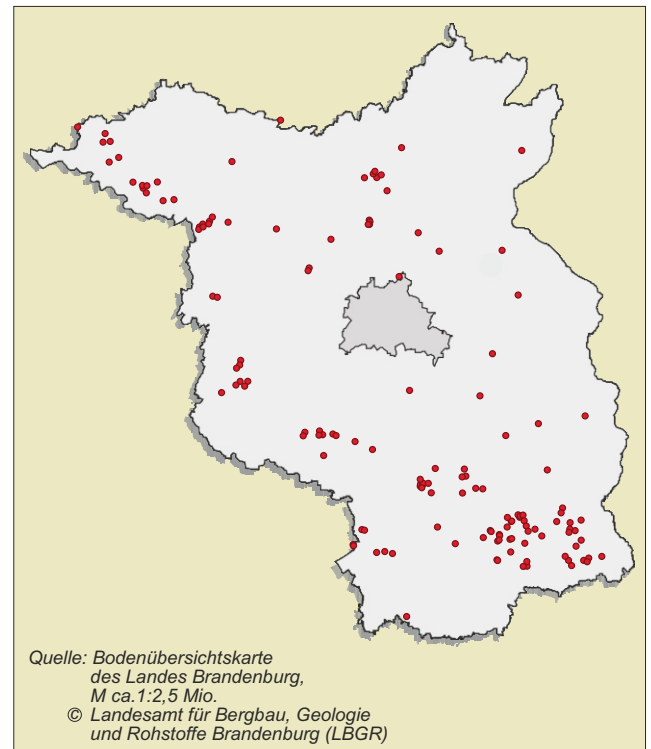 Quelle: Bodenübersichtskarte
des Landes Brandenburg,
M ca.1:2,5 Mio.
© Landesamt für Bergbau, Geologie
und Rohstoffe Brandenburg (LBGR)